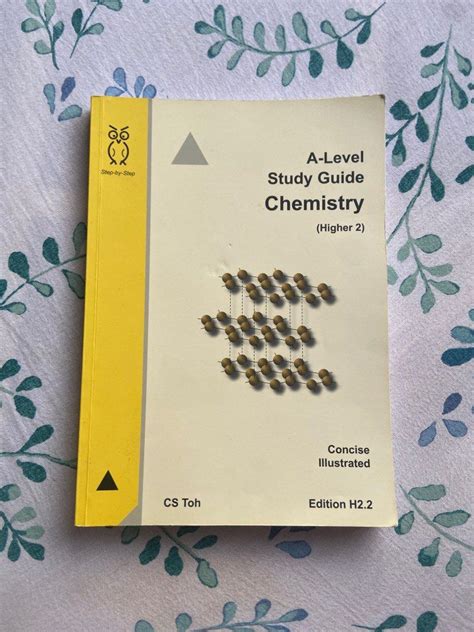 Step-by-Step
A-Level
Study Guide
Chemistry
(Higher 2)
Concise
Illustrated
CS Toh
Edition H2.2